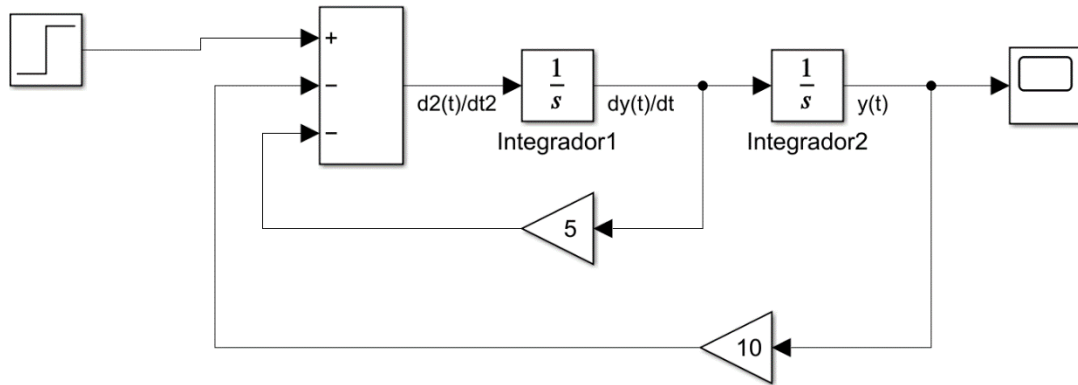 +
−
−
d2(t)/dt2
1
s
Integrador1
dy(t)/dt
1
s
Integrador2
y(t)
5
10